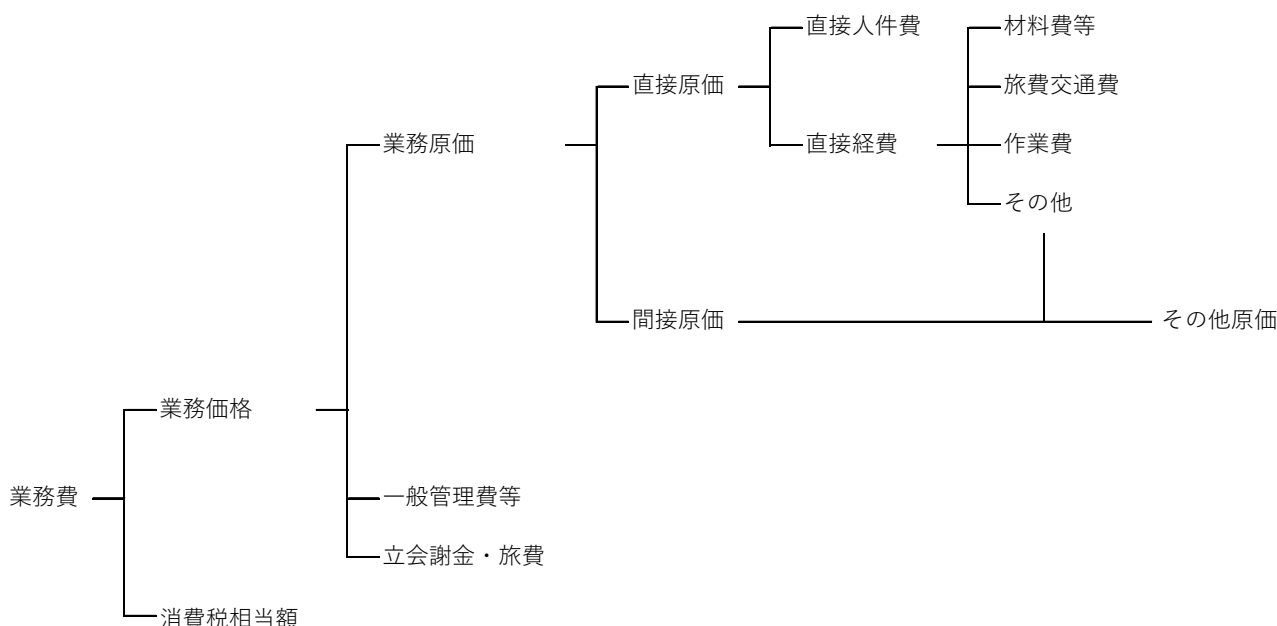 直接人件費
材料費等
直接原価
旅費交通費
業務原価
直接経費
作業費
その他
間接原価
その他原価
業務価格
業務費
一般管理費等
立会謝金・旅費
消費税相当額